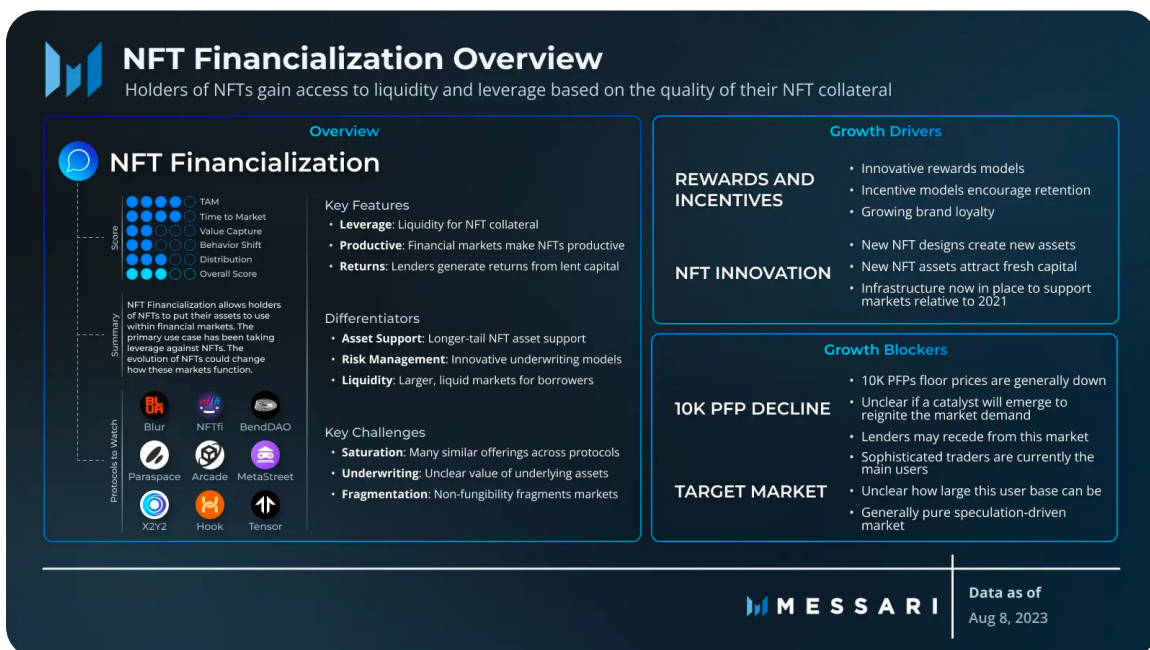 NFT Financialization Overview
Holders of NFTs gain access to liquidity and leverage based on the quality of their NFT collateral
Overview
NFT Financialization
Score
TAM
Time to Market
Value Capture
Behavior Shift
Distribution
Overall Score
Summary
NFT Financialization allows holders
of NFTs to put their assets to use
within financial markets. The
primary use case has been taking
leverage against NFTs. The
evolution of NFTs could change
how these markets function.
Protocols to Watch
BLUR
nftfi
Blur
NFTfi
BendDAO
Paraspace
Arcade
MetaStreet
X2Y2
Hook
Tensor
Key Features
• Leverage: Liquidity for NFT collateral
• Productive: Financial markets make NFTs productive
• Returns: Lenders generate returns from lent capital
Differentiators
• Asset Support: Longer-tail NFT asset support
• Risk Management: Innovative underwriting models
• Liquidity: Larger, liquid markets for borrowers
Key Challenges
• Saturation: Many similar offerings across protocols
• Underwriting: Unclear value of underlying assets
• Fragmentation: Non-fungibility fragments markets
Growth Drivers
REWARDS AND
INCENTIVES
• Innovative rewards models
• Incentive models encourage retention
• Growing brand loyalty
NFT INNOVATION
• New NFT designs create new assets
• New NFT assets attract fresh capital
• Infrastructure now in place to support
markets relative to 2021
Growth Blockers
10K PFP DECLINE
• 10K PFPs floor prices are generally down
• Unclear if a catalyst will emerge to
reignite the market demand
• Lenders may recede from this market
TARGET MARKET
• Sophisticated traders are currently the
main users
• Unclear how large this user base can be
• Generally pure speculation-driven
market
MESSARI
Data as of
Aug 8, 2023